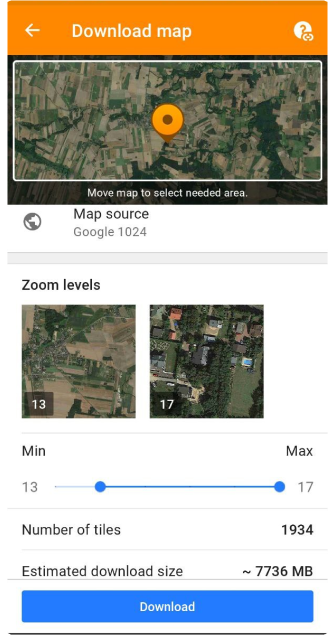 Download map
Move map to select needed area.
Map source
Google 1024
Zoom levels
13
17
Min
Max
13
17
Number of tiles
1934
Estimated download size
~ 7736 MB
Download